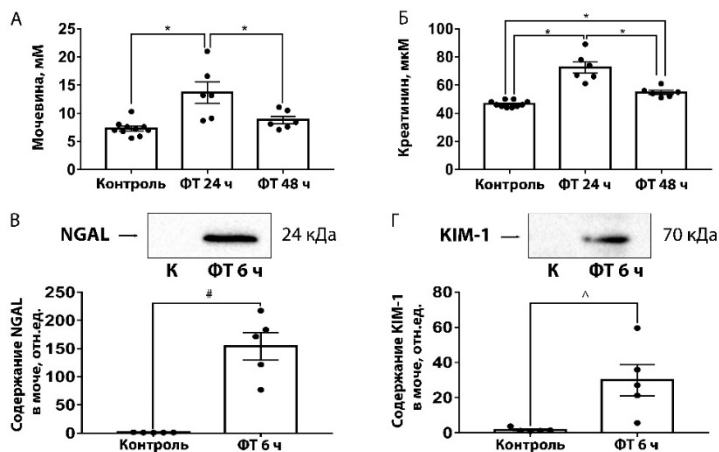 А
Мочевина, мМ
25
20
15
10
5
0
*
*
Контроль
ФТ 24 ч
ФТ 48 ч
Б
Креатинин, мкМ
100
80
60
40
20
0
*
*
*
Контроль
ФТ 24 ч
ФТ 48 ч
В
NGAL
24 кДа
К
ФТ 6 ч
Содержание NGAL
в моче, отн.ед.
250
200
150
100
50
0
#
Контроль
ФТ 6 ч
Г
KIM-1
70 кДа
К
ФТ 6 ч
Содержание KIM-1
в моче, отн.ед.
80
60
40
20
0
^
Контроль
ФТ 6 ч